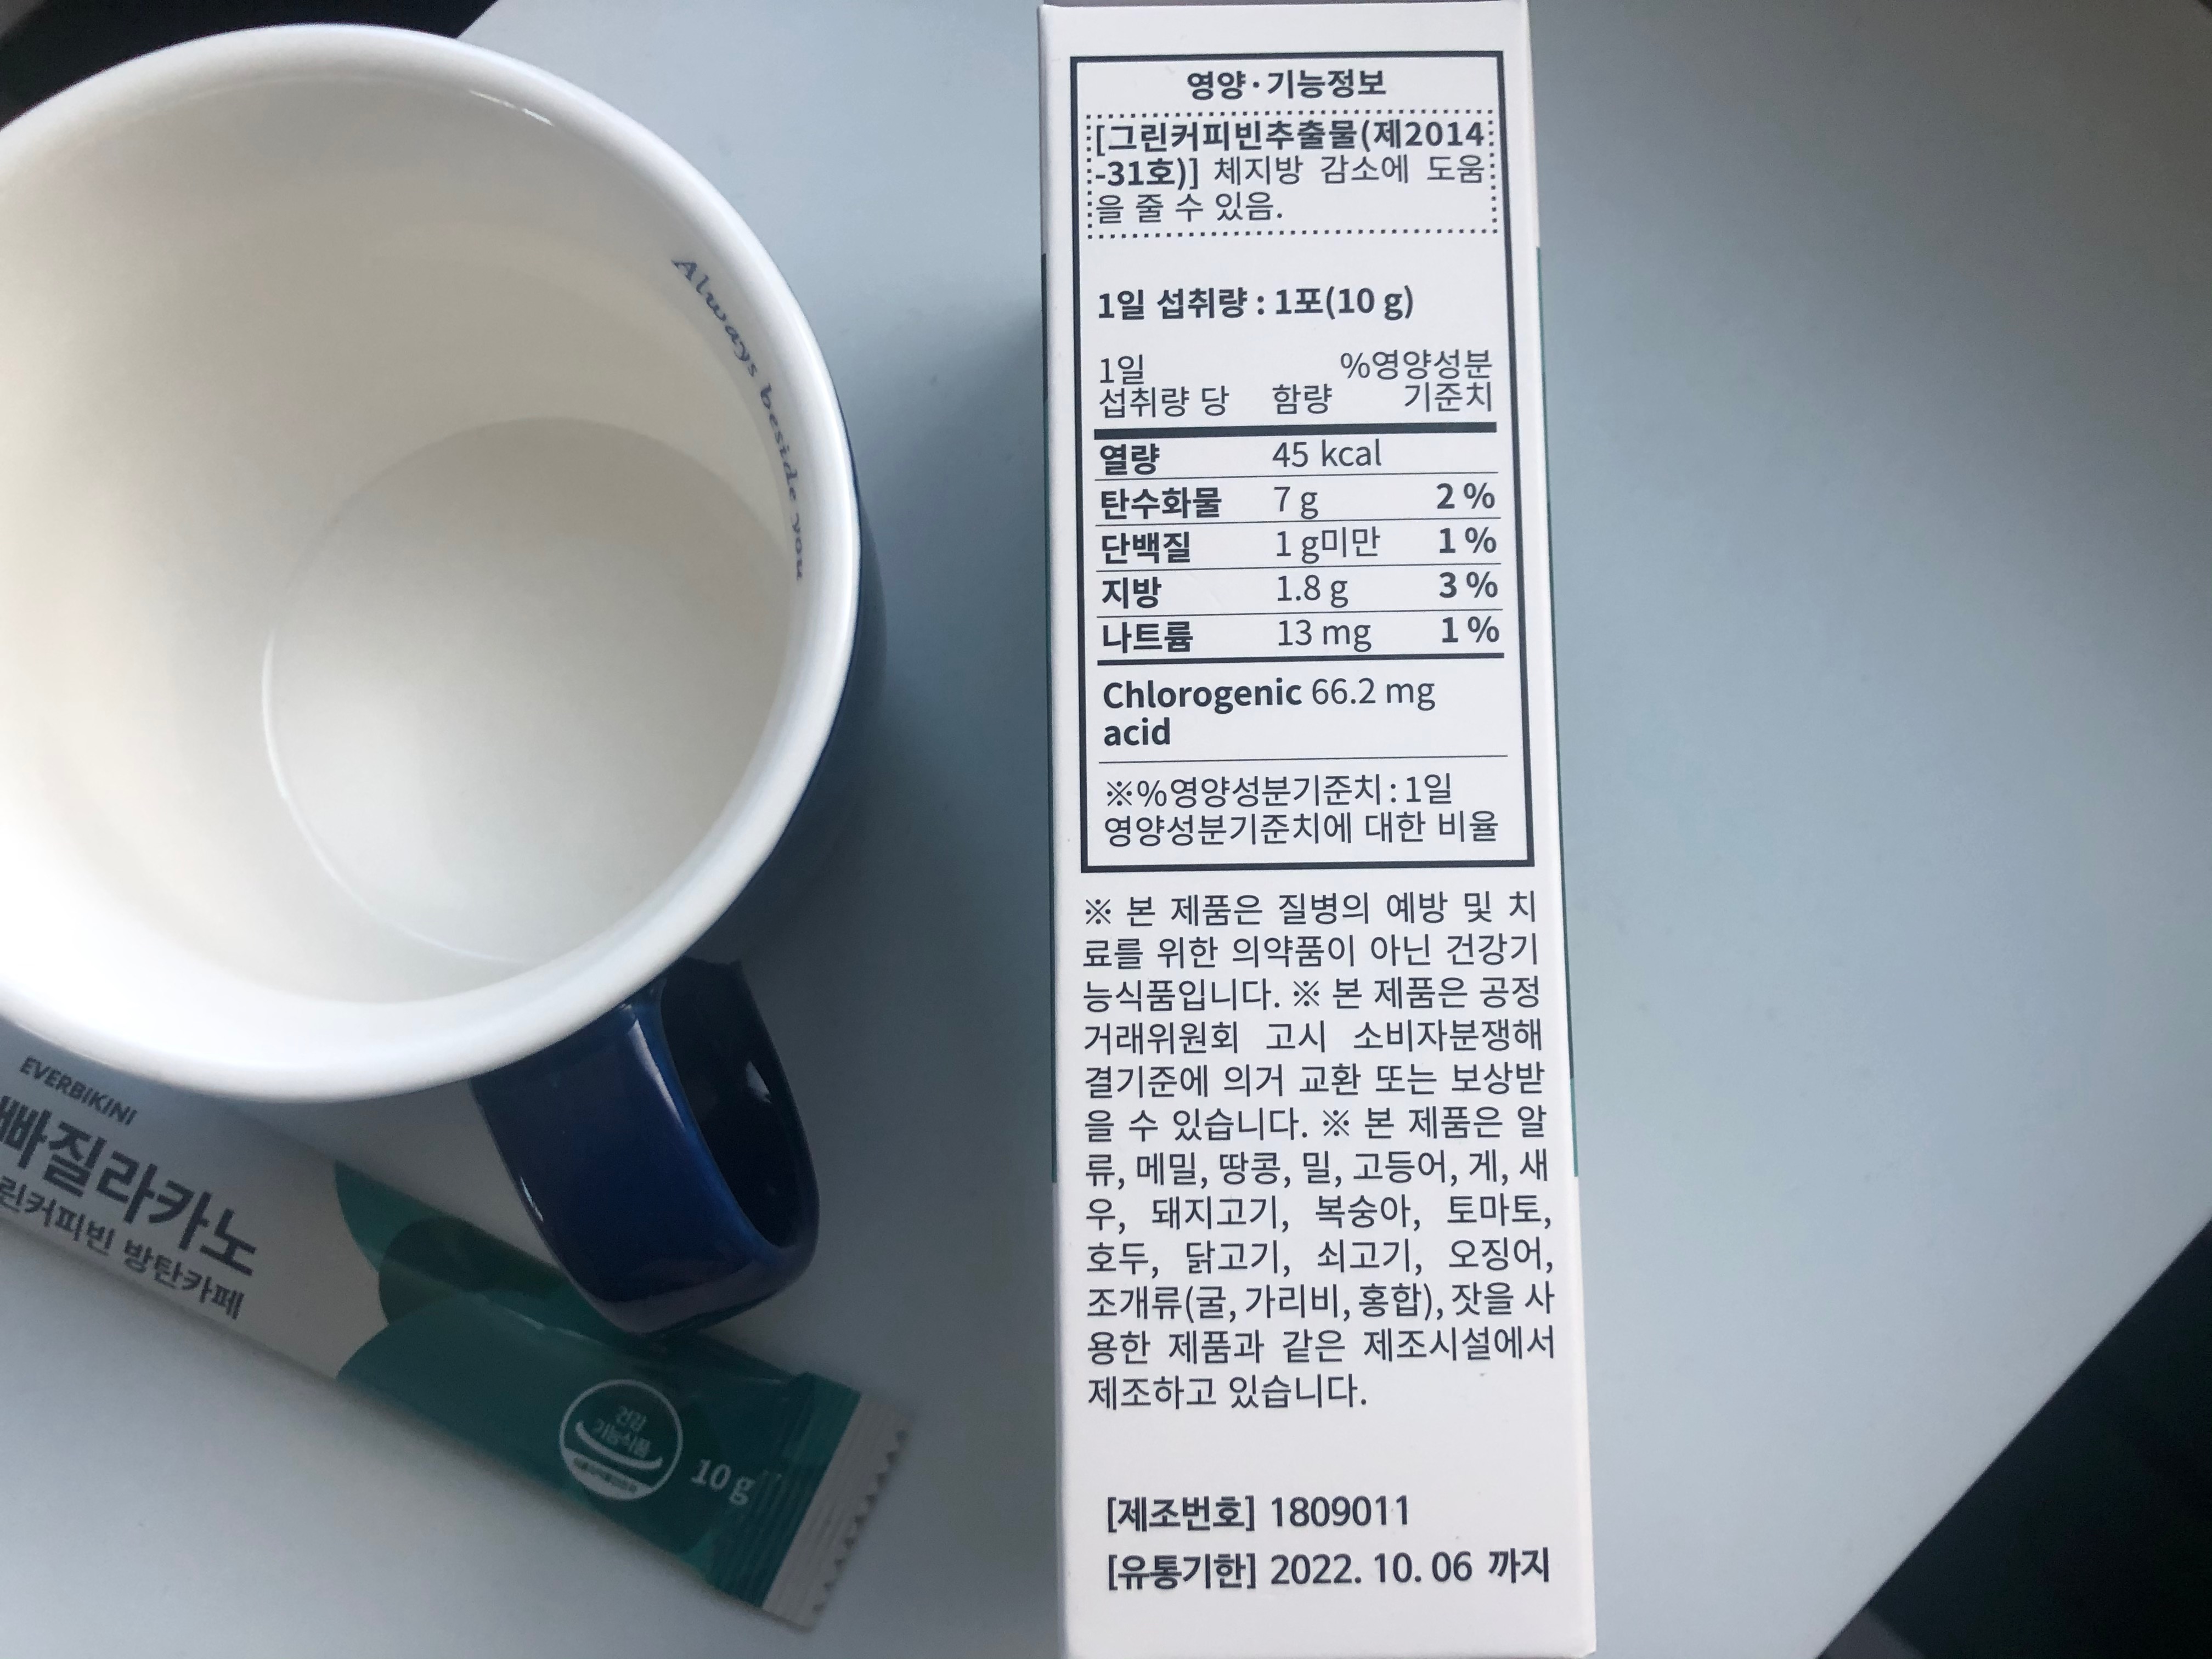 Always beside you
EVERBIKINI
빠질라카노
린커피빈 방탄카페
건강
기능식품
10 g
영양·기능정보
[그린커피빈추출물(제2014
-31호)] 체지방 감소에 도움
을 줄 수 있음.
1일 섭취량 : 1포(10 g)
1일 %영양성분
섭취량 당 함량 기준치
열량 45 kcal
탄수화물 7 g 2 %
단백질 1 g미만 1 %
지방 1.8 g 3 %
나트륨 13 mg 1 %
Chlorogenic 66.2 mg
acid
※%영양성분기준치 : 1일
영양성분기준치에 대한 비율
※ 본 제품은 질병의 예방 및 치
료를 위한 의약품이 아닌 건강기
능식품입니다. ※ 본 제품은 공정
거래위원회 고시 소비자분쟁해
결기준에 의거 교환 또는 보상받
을 수 있습니다. ※ 본 제품은 알
류, 메밀, 땅콩, 밀, 고등어, 게, 새
우, 돼지고기, 복숭아, 토마토,
호두, 닭고기, 쇠고기, 오징어,
조개류(굴, 가리비, 홍합), 잣을 사
용한 제품과 같은 제조시설에서
제조하고 있습니다.
[제조번호] 1809011
[유통기한] 2022. 10. 06 까지